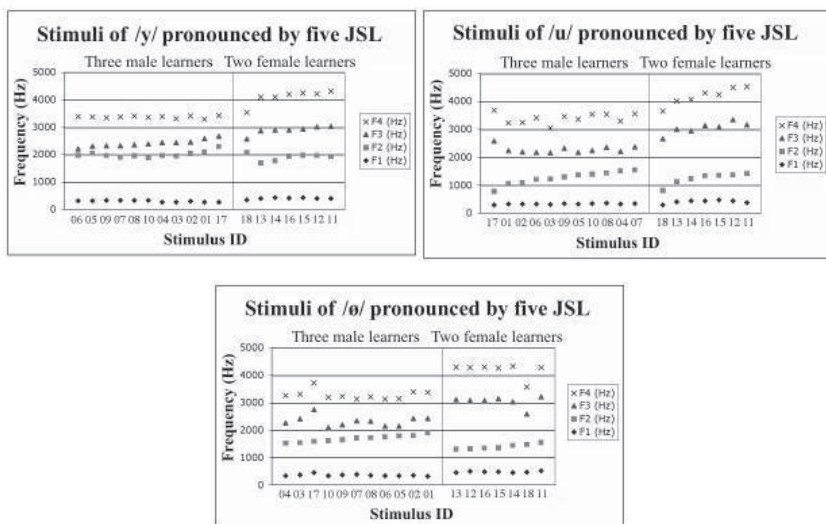 Stimuli of /y/ pronounced by five JSL
Three male learners Two female learners
Frequency (Hz)
5000
4000
3000
2000
1000
0
F4 (Hz)
F3 (Hz)
F2 (Hz)
F1 (Hz)
06 05 09 07 08 10 04 03 02 01 17 18 13 14 16 15 12 11
Stimulus ID
Stimuli of /u/ pronounced by five JSL
Three male learners Two female learners
Frequency (Hz)
5000
4000
3000
2000
1000
0
F4 (Hz)
F3 (Hz)
F2 (Hz)
F1 (Hz)
17 01 02 06 03 09 05 10 08 04 07 18 13 14 16 15 12 11
Stimulus ID
Stimuli of /ø/ pronounced by five JSL
Three male learners Two female learners
Frequency (Hz)
5000
4000
3000
2000
1000
0
F4 (Hz)
F3 (Hz)
F2 (Hz)
F1 (Hz)
04 03 17 10 09 07 08 06 05 02 01 13 12 16 15 14 18 11
Stimulus ID